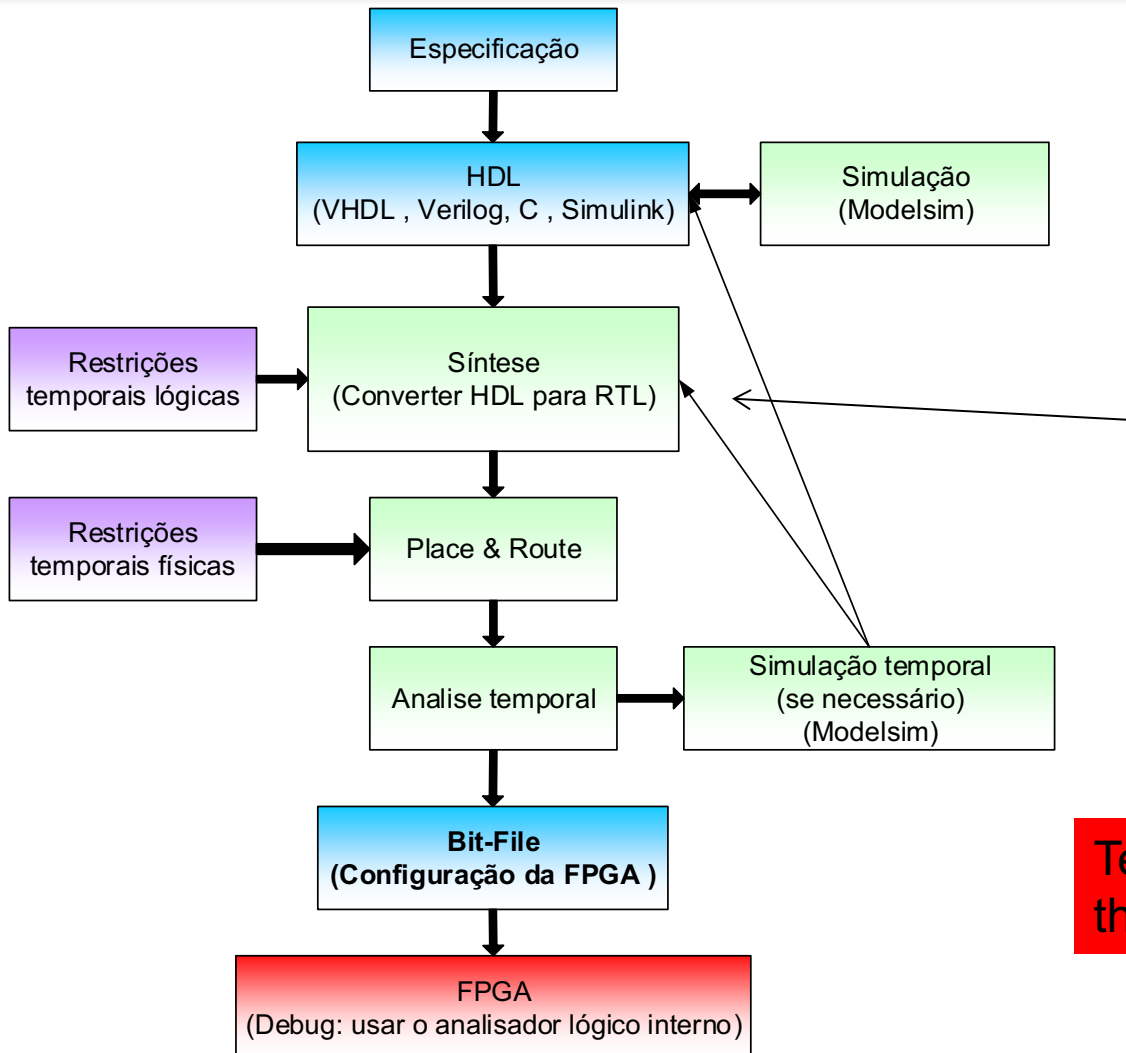 Especificação
HDL
(VHDL , Verilog, C , Simulink)
Simulação
(Modelsim)
Restrições
temporais lógicas
Síntese
(Converter HDL para RTL)
Restrições
temporais físicas
Place & Route
Analise temporal
Simulação temporal
(se necessário)
(Modelsim)
Bit-File
(Configuração da FPGA )
FPGA
(Debug: usar o analisador lógico interno)